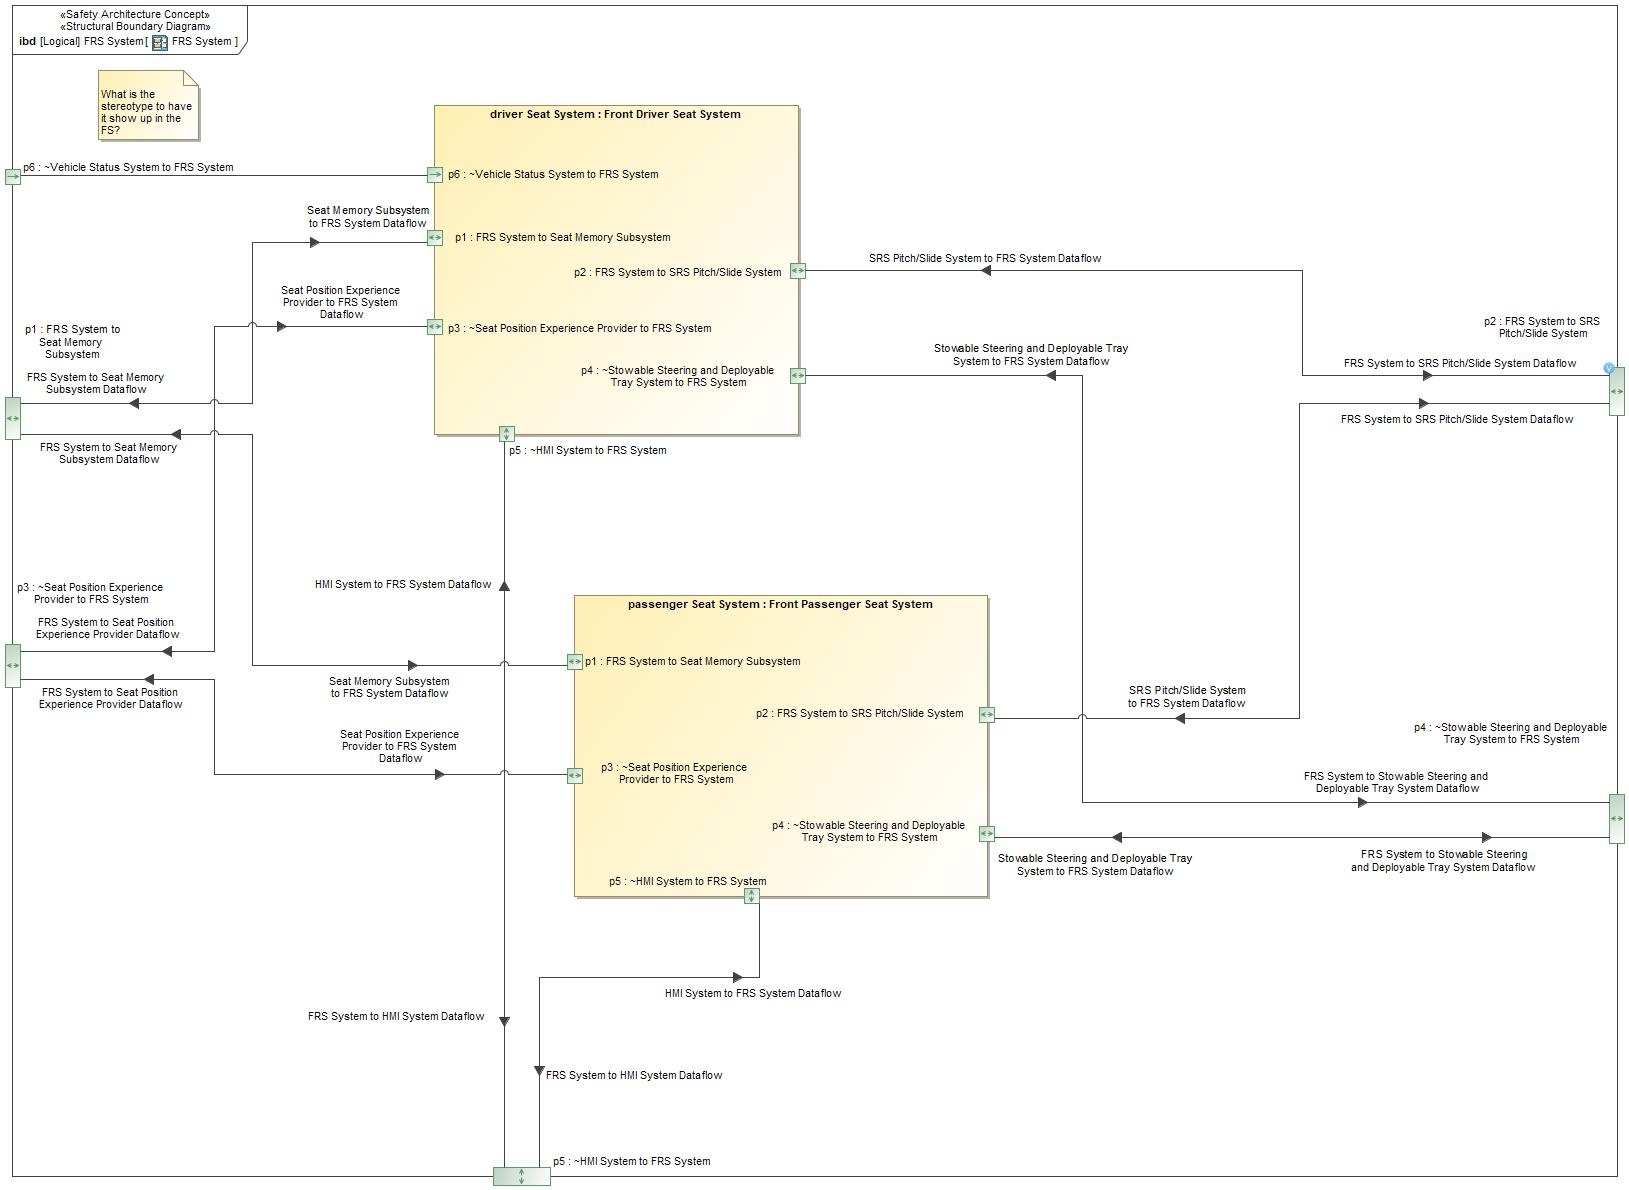 «Safety Architecture Concept»
«Structural Boundary Diagram»
ibd [Logical] FRS System[ FRS System ]
What is the
stereotype to have
it show up in the
FS?
driver Seat System : Front Driver Seat System
p6 : ~Vehicle Status System to FRS System
p6 : ~Vehicle Status System to FRS System
Seat Memory Subsystem
to FRS System Dataflow
p1 : FRS System to Seat Memory Subsystem
SRS Pitch/Slide System to FRS System Dataflow
p2 : FRS System to SRS Pitch/Slide System
Seat Position Experience
Provider to FRS System
Dataflow
p3 : ~Seat Position Experience Provider to FRS System
p1 : FRS System to
Seat Memory
Subsystem
p2 : FRS System to SRS
Pitch/Slide System
Stowable Steering and Deployable Tray
System to FRS System Dataflow
FRS System to SRS Pitch/Slide System Dataflow
p4 : ~Stowable Steering and Deployable
Tray System to FRS System
FRS System to Seat Memory
Subsystem Dataflow
FRS System to SRS Pitch/Slide System Dataflow
FRS System to Seat Memory
Subsystem Dataflow
p5 : ~HMI System to FRS System
HMI System to FRS System Dataflow
p3 : ~Seat Position Experience
Provider to FRS System
passenger Seat System : Front Passenger Seat System
FRS System to Seat Position
Experience Provider Dataflow
p1 : FRS System to Seat Memory Subsystem
Seat Memory Subsystem
to FRS System Dataflow
FRS System to Seat Position
Experience Provider Dataflow
SRS Pitch/Slide System
to FRS System Dataflow
p2 : FRS System to SRS Pitch/Slide System
p4 : ~Stowable Steering and Deployable
Tray System to FRS System
Seat Position Experience
Provider to FRS System
Dataflow
p3 : ~Seat Position Experience
Provider to FRS System
FRS System to Stowable Steering and
Deployable Tray System Dataflow
p4 : ~Stowable Steering and Deployable
Tray System to FRS System
Stowable Steering and Deployable Tray
System to FRS System Dataflow
FRS System to Stowable Steering
and Deployable Tray System Dataflow
p5 : ~HMI System to FRS System
HMI System to FRS System Dataflow
FRS System to HMI System Dataflow
FRS System to HMI System Dataflow
p5 : ~HMI System to FRS System